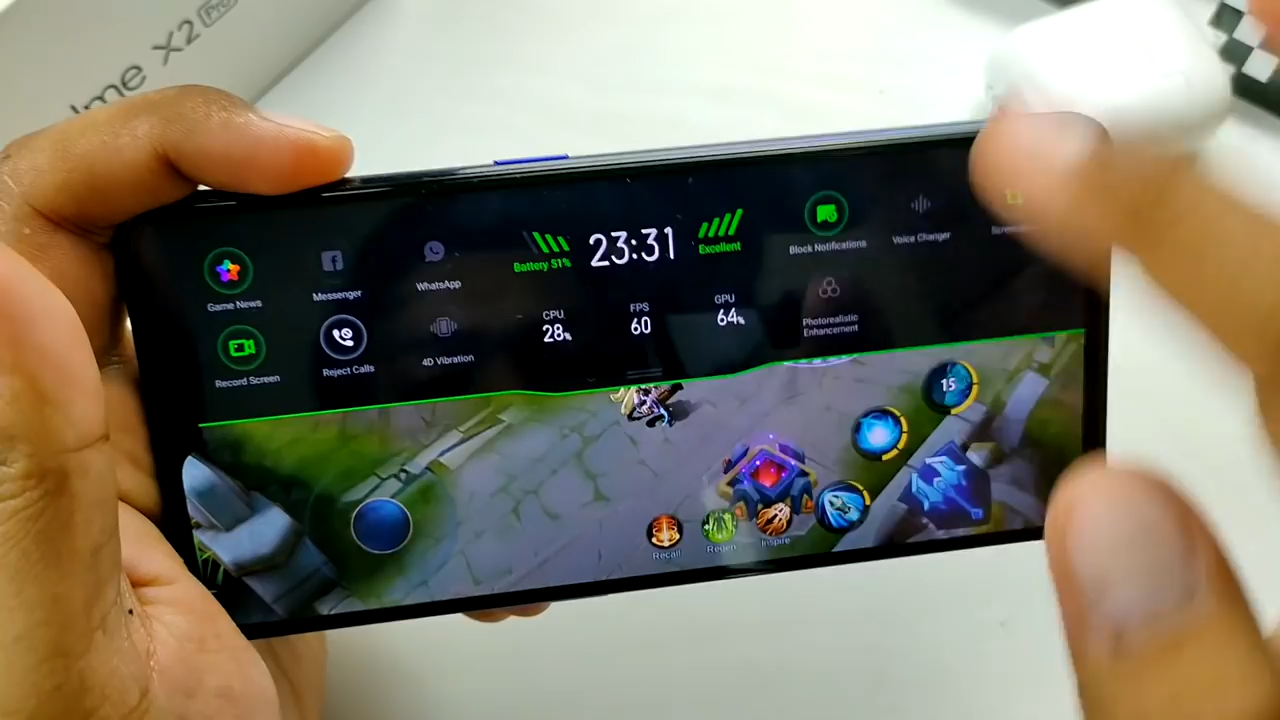 lme X2 Pro
Game News
Messenger
WhatsApp
Battery 51%
23:31
Excellent
Block Notifications
Voice Changer
Record Screen
Reject Calls
4D Vibration
CPU
28%
FPS
60
GPU
64%
Photorealistic
Enhancement
15
Recall
Regen
Inspire